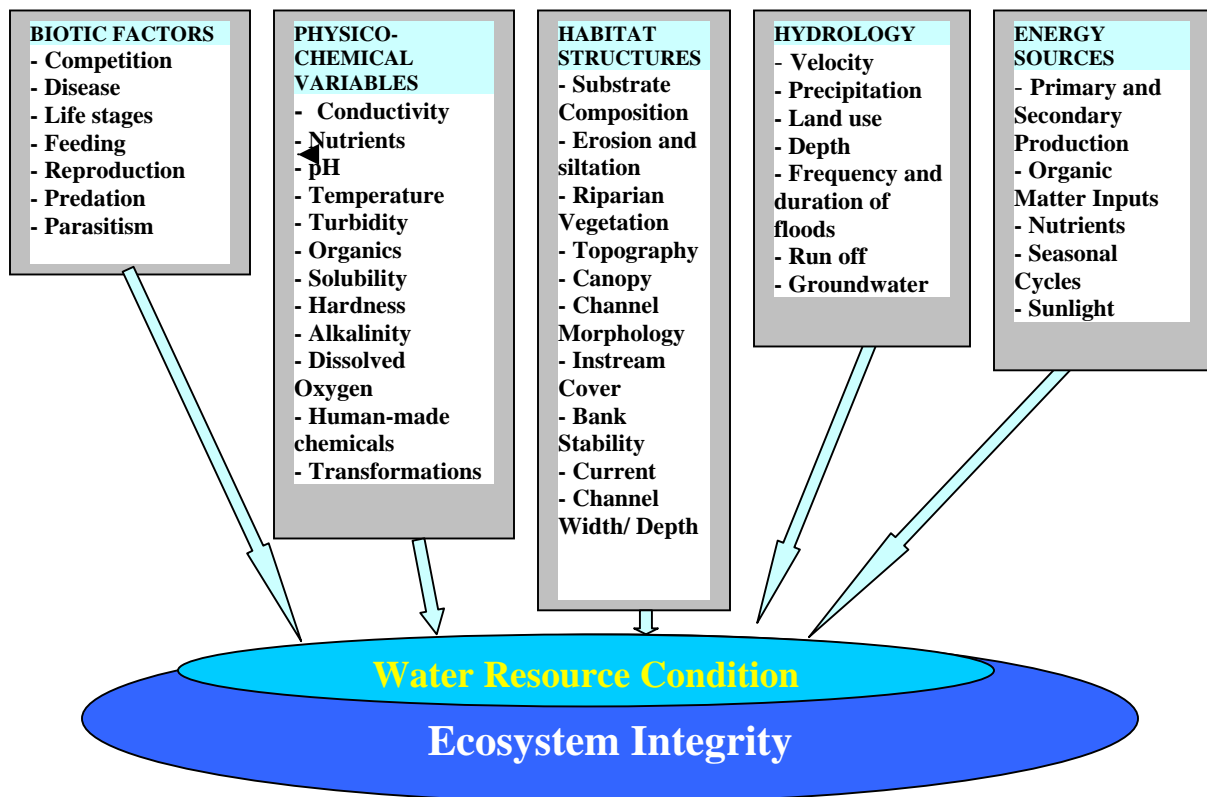 BIOTIC FACTORS
- Competition
- Disease
- Life stages
- Feeding
- Reproduction
- Predation
- Parasitism
PHYSICO-
CHEMICAL
VARIABLES
- Conductivity
- Nutrients
- pH
- Temperature
- Turbidity
- Organics
- Solubility
- Hardness
- Alkalinity
- Dissolved
Oxygen
- Human-made
chemicals
- Transformations
HABITAT
STRUCTURES
- Substrate
Composition
- Erosion and
siltation
- Riparian
Vegetation
- Topography
- Canopy
- Channel
Morphology
- Instream
Cover
- Bank
Stability
- Current
- Channel
Width/ Depth
HYDROLOGY
- Velocity
- Precipitation
- Land use
- Depth
- Frequency and
duration of
floods
- Run off
- Groundwater
ENERGY
SOURCES
- Primary and
Secondary
Production
- Organic
Matter Inputs
- Nutrients
- Seasonal
Cycles
- Sunlight
Water Resource Condition
Ecosystem Integrity